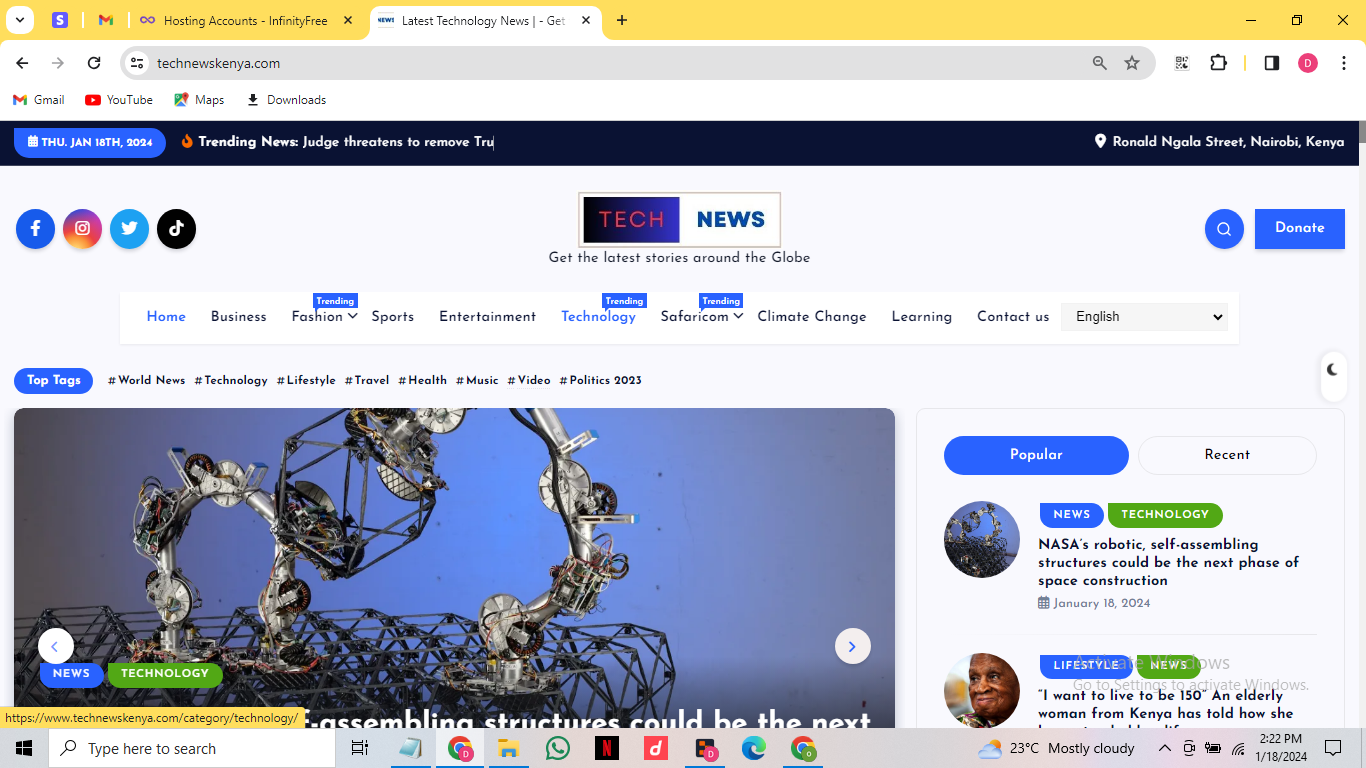 Hosting Accounts - InfinityFree
Latest Technology News | - Get
technewskenya.com
Gmail
YouTube
Maps
Downloads
THU. JAN 18TH, 2024
Trending News: Judge threatens to remove Tru
Ronald Ngala Street, Nairobi, Kenya
TECH NEWS
Get the latest stories around the Globe
Donate
Trending
Trending
Trending
Home
Business
Fashion
Sports
Entertainment
Technology
Safaricom
Climate Change
Learning
Contact us
English
Top Tags
#World News #Technology #Lifestyle #Travel #Health #Music #Video #Politics 2023
NEWS
TECHNOLOGY
f-assembling structures could be the next
Popular
Recent
NEWS
TECHNOLOGY
NASA's robotic, self-assembling
structures could be the next phase of
space construction
January 18, 2024
LIFESTYLE
NEWS
"I want to live to be 150" An elderly
woman from Kenya has told how she
Activate Windows
Go to Settings to activate Windows.
https://www.technewskenya.com/category/technology/
Type here to search
23°C Mostly cloudy
2:22 PM
1/18/2024